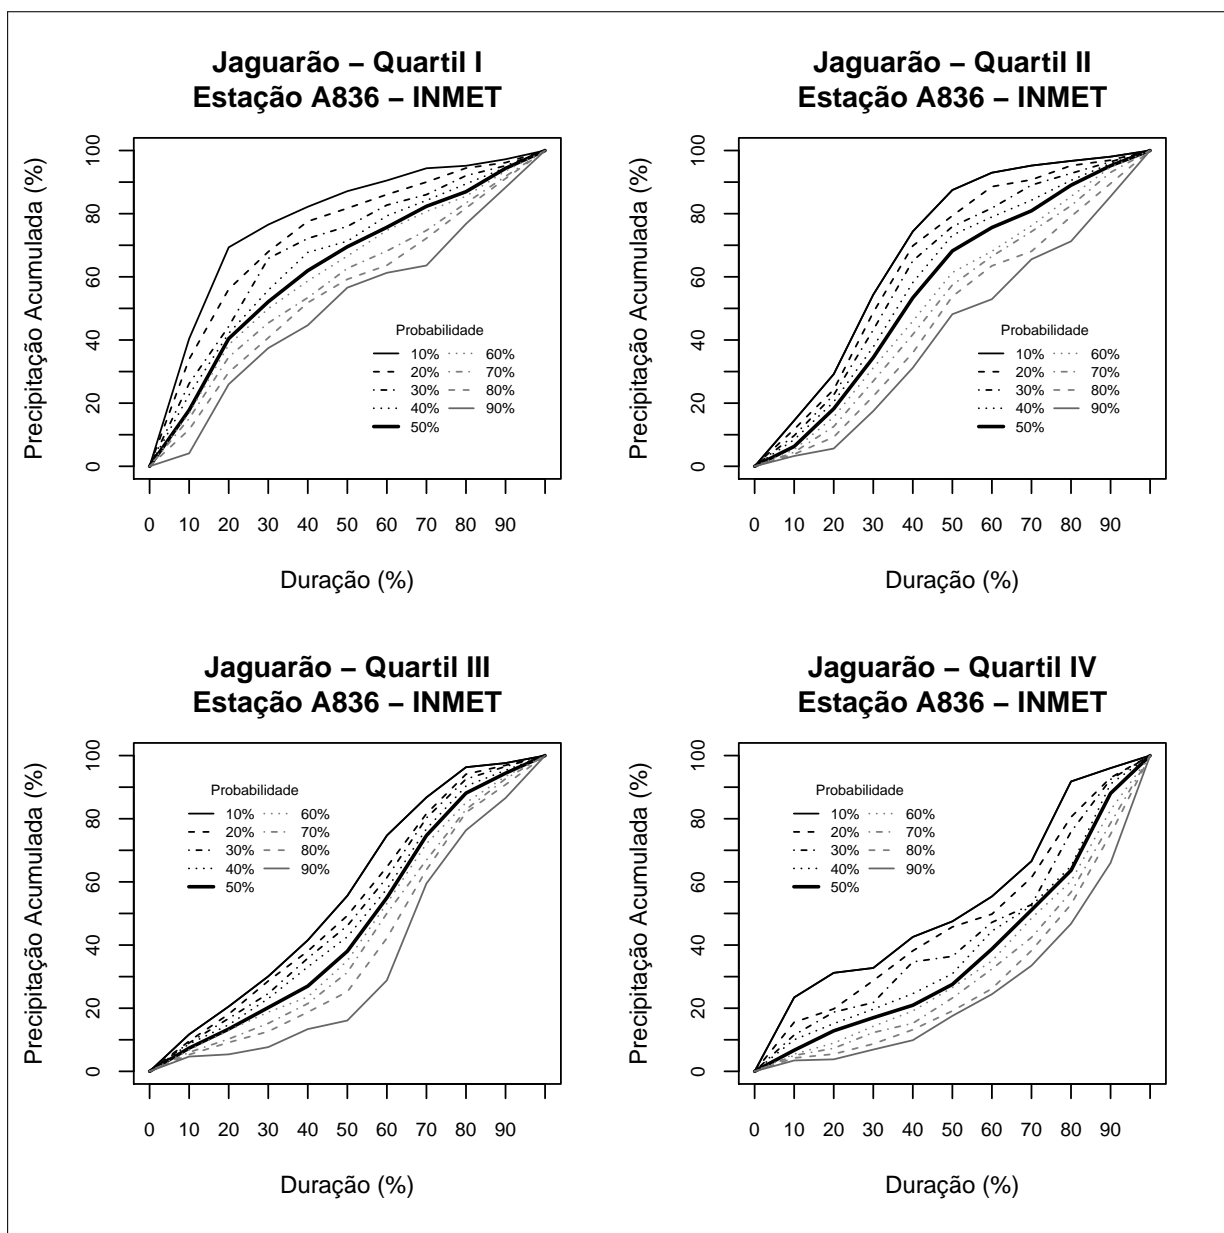 Jaguarão – Quartil I
Estação A836 – INMET
Precipitação Acumulada (%)
0 20 40 60 80 100
Probabilidade
10% 60%
20% 70%
30% 80%
40% 90%
50%
0 10 20 30 40 50 60 70 80 90
Duração (%)
Jaguarão – Quartil II
Estação A836 – INMET
Precipitação Acumulada (%)
0 20 40 60 80 100
Probabilidade
10% 60%
20% 70%
30% 80%
40% 90%
50%
0 10 20 30 40 50 60 70 80 90
Duração (%)
Jaguarão – Quartil III
Estação A836 – INMET
Precipitação Acumulada (%)
0 20 40 60 80 100
Probabilidade
10% 60%
20% 70%
30% 80%
40% 90%
50%
0 10 20 30 40 50 60 70 80 90
Duração (%)
Jaguarão – Quartil IV
Estação A836 – INMET
Precipitação Acumulada (%)
0 20 40 60 80 100
Probabilidade
10% 60%
20% 70%
30% 80%
40% 90%
50%
0 10 20 30 40 50 60 70 80 90
Duração (%)